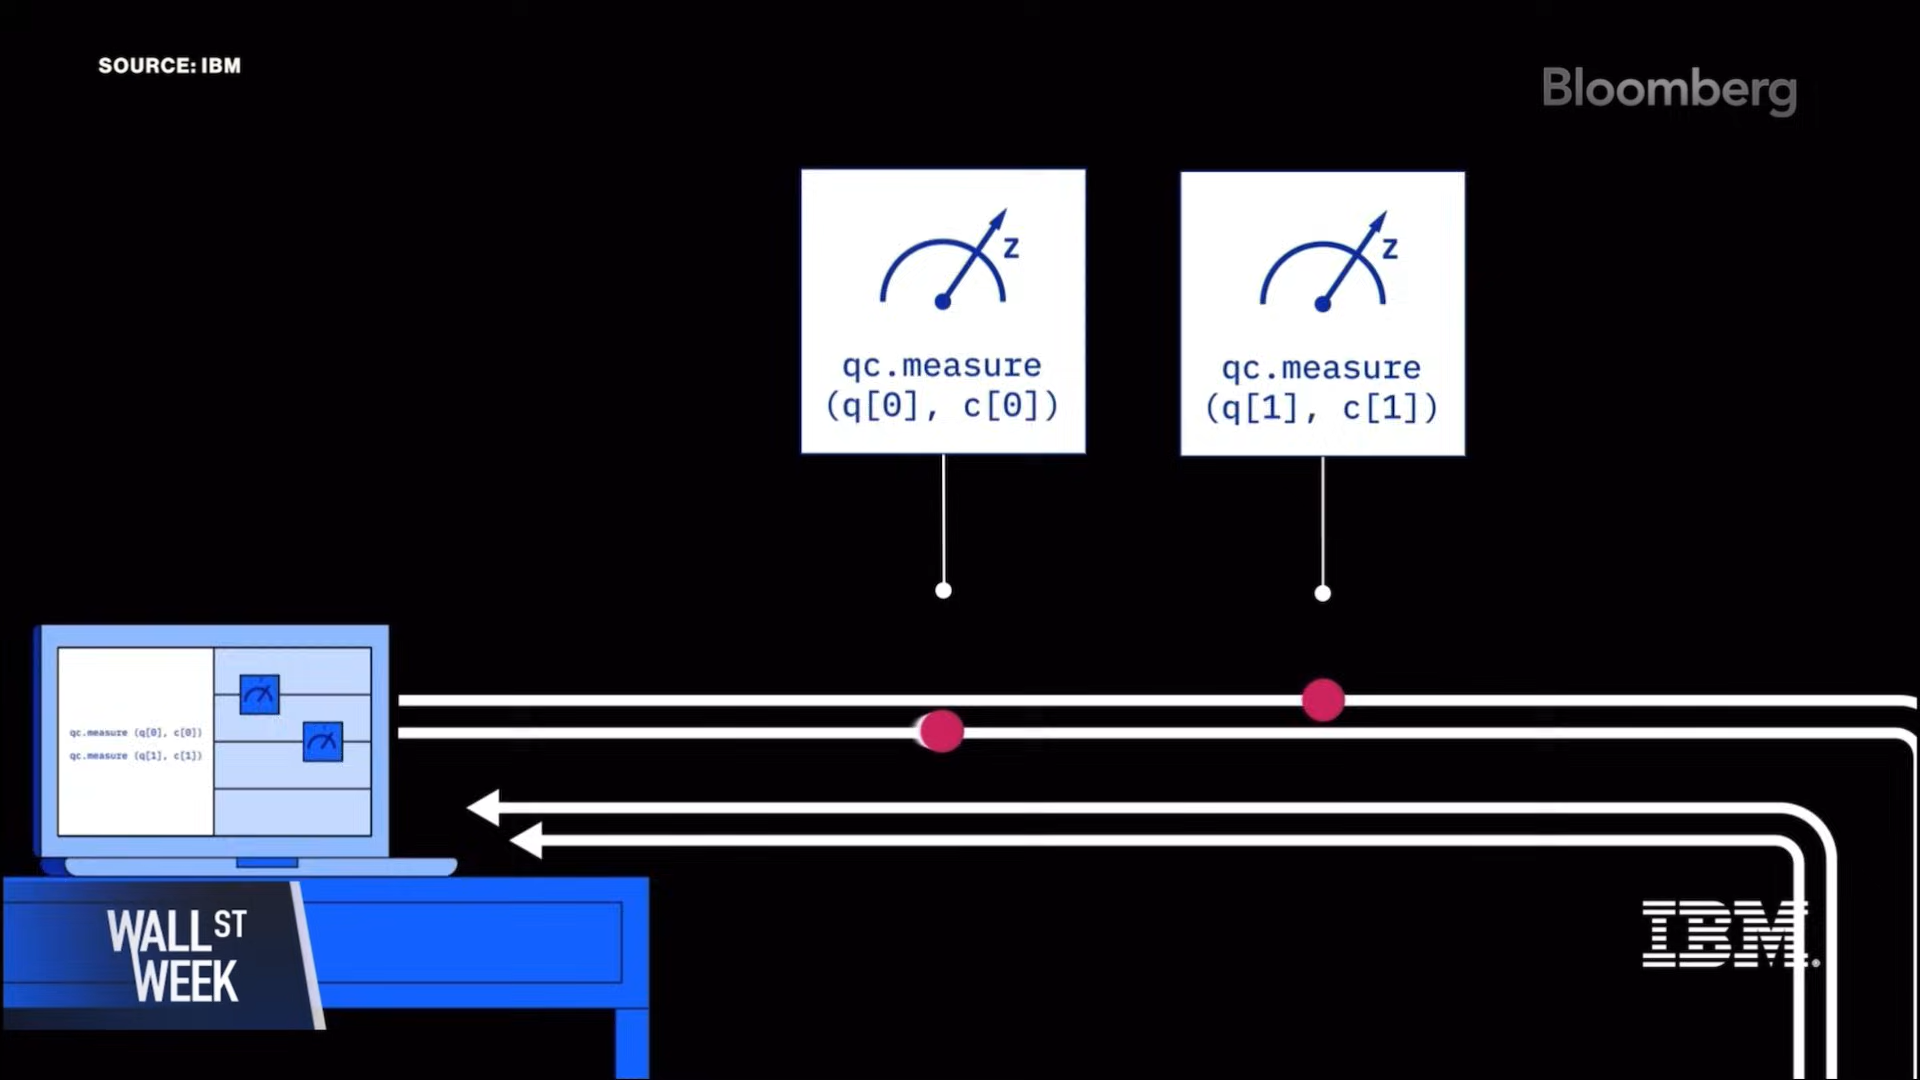 SOURCE: IBM
Bloomberg
Z
qc.measure
(q[0], c[0])
Z
qc.measure
(q[1], c[1])
qc.measure (q[0], c[0])
qc.measure (q[1], c[1])
WALL ST
WEEK
IBM®